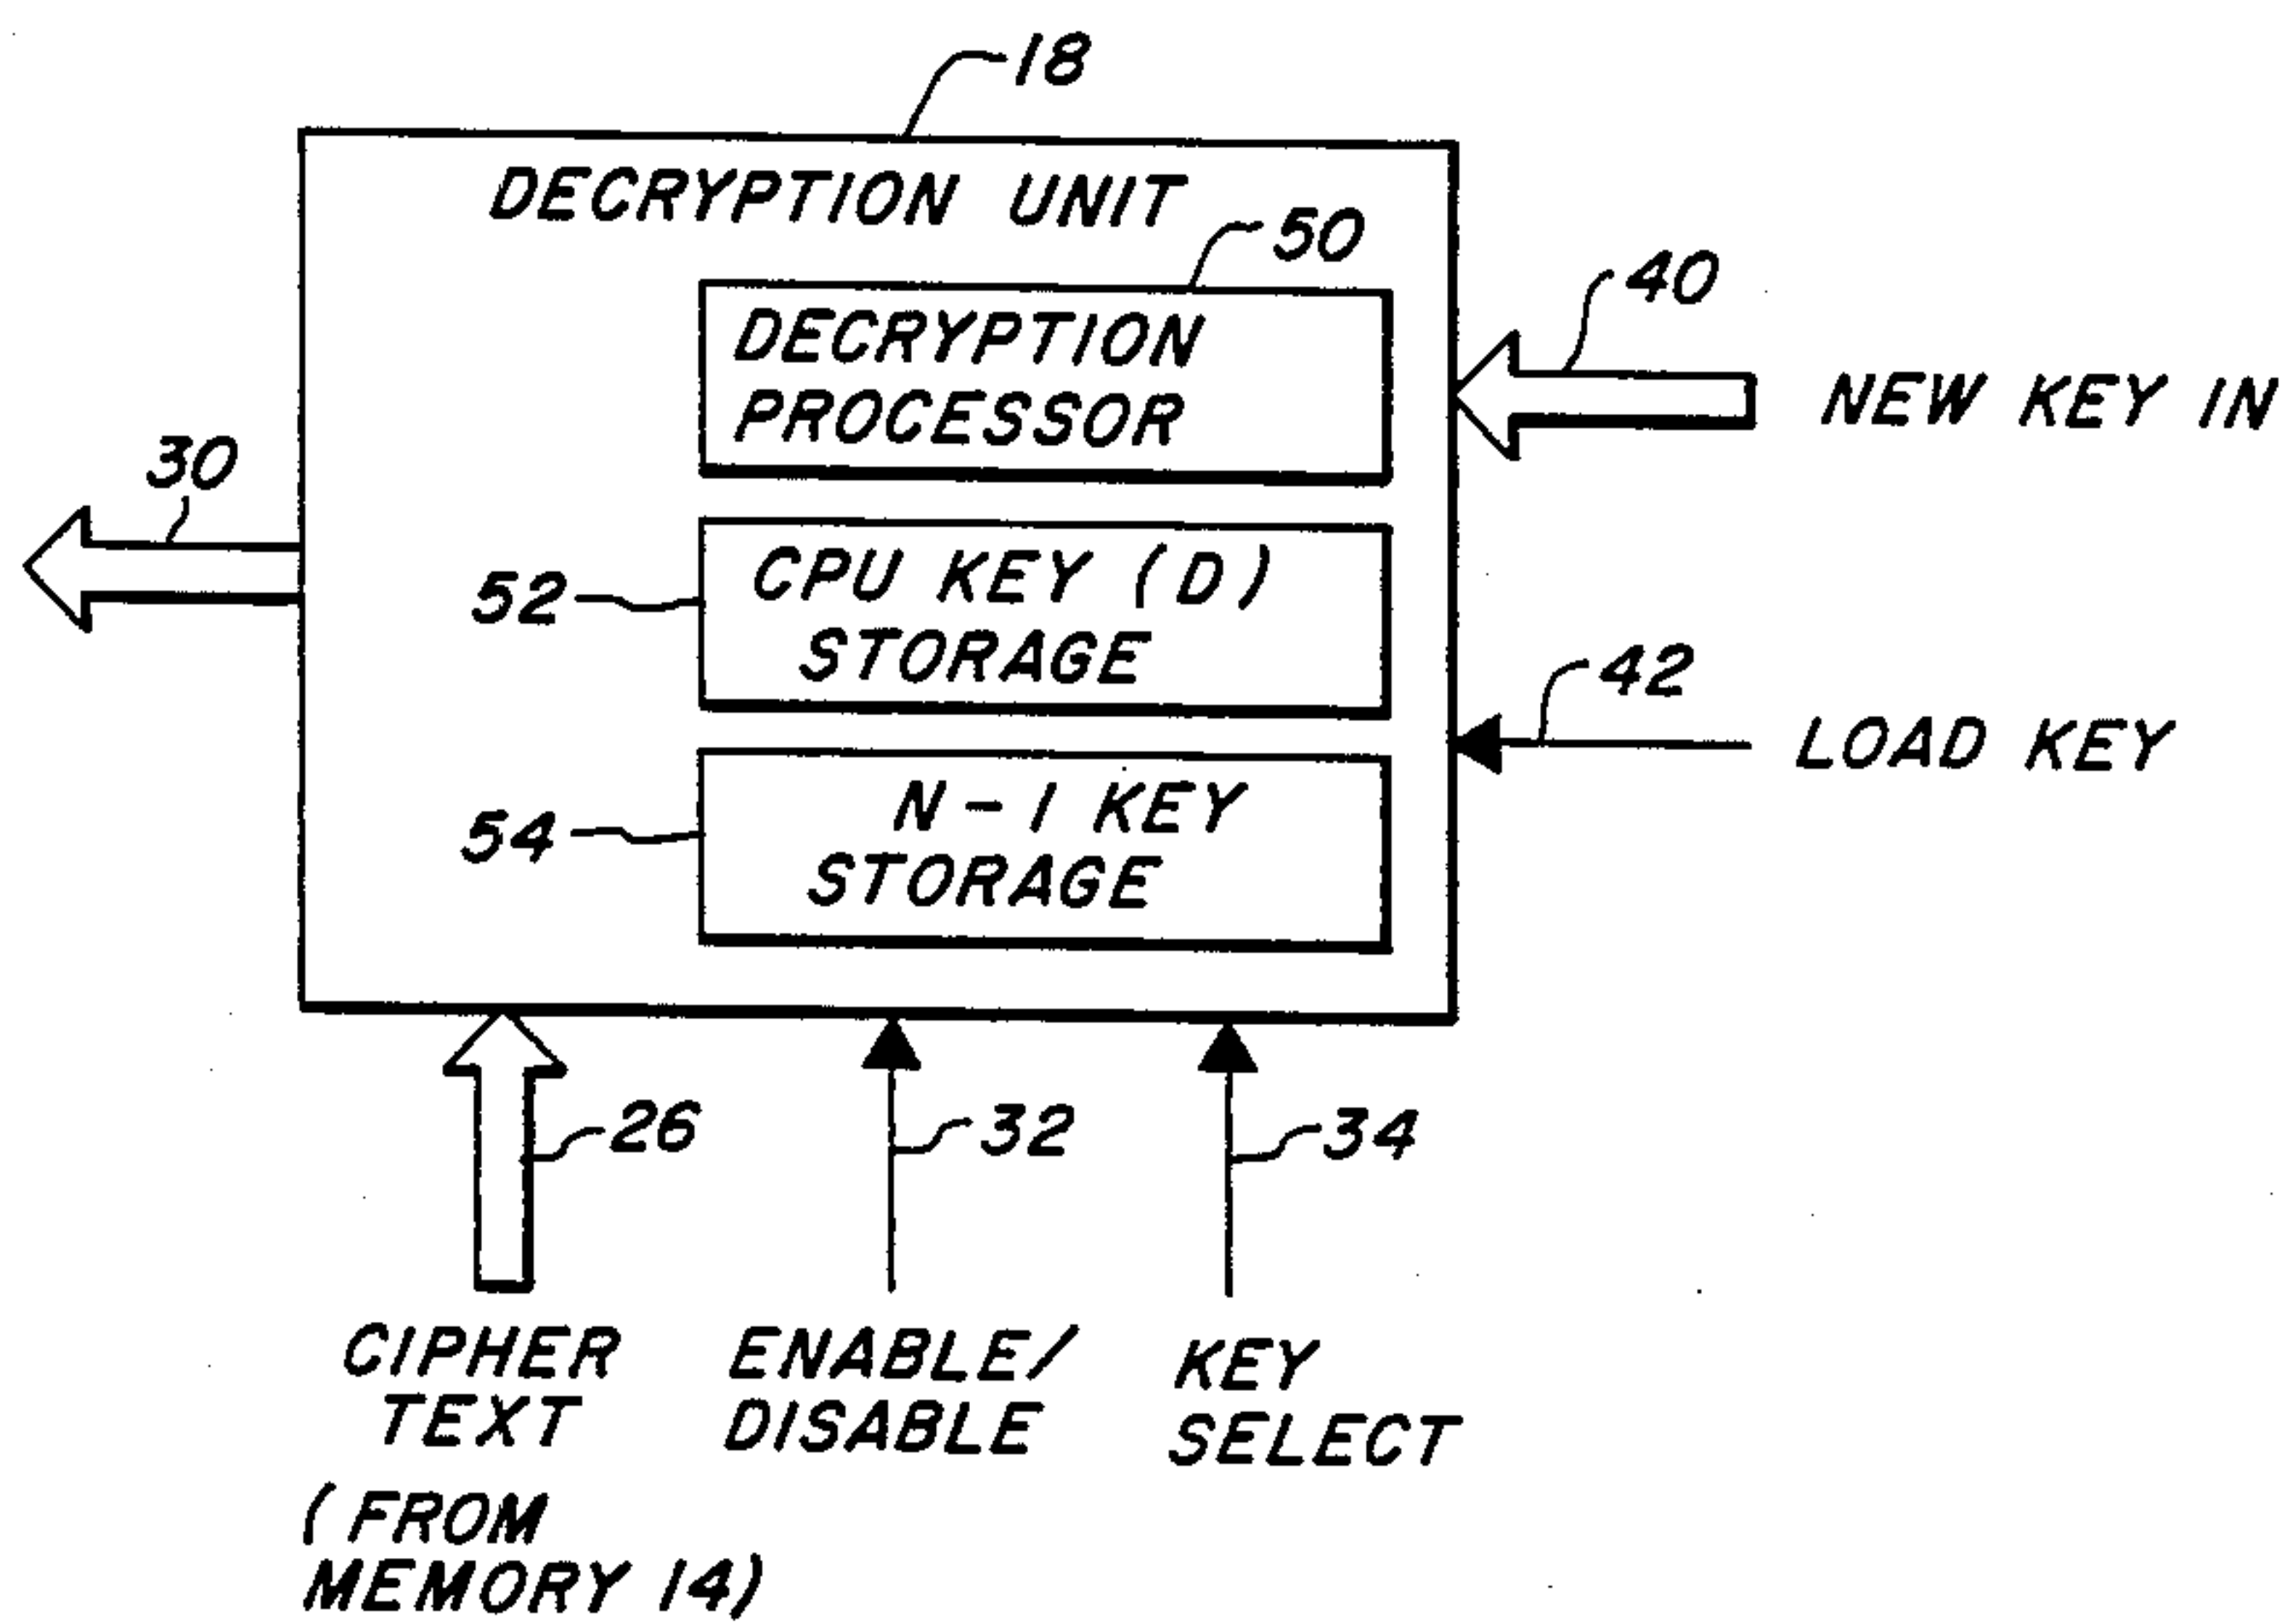 18
DECRYPTION UNIT
50
DECRYPTION
PROCESSOR
40
NEW KEY IN
30
52
CPU KEY (D)
STORAGE
42
LOAD KEY
54
N-1 KEY
STORAGE
26
32
34
CIPHER
TEXT
(FROM
MEMORY 14)
ENABLE/
DISABLE
KEY
SELECT